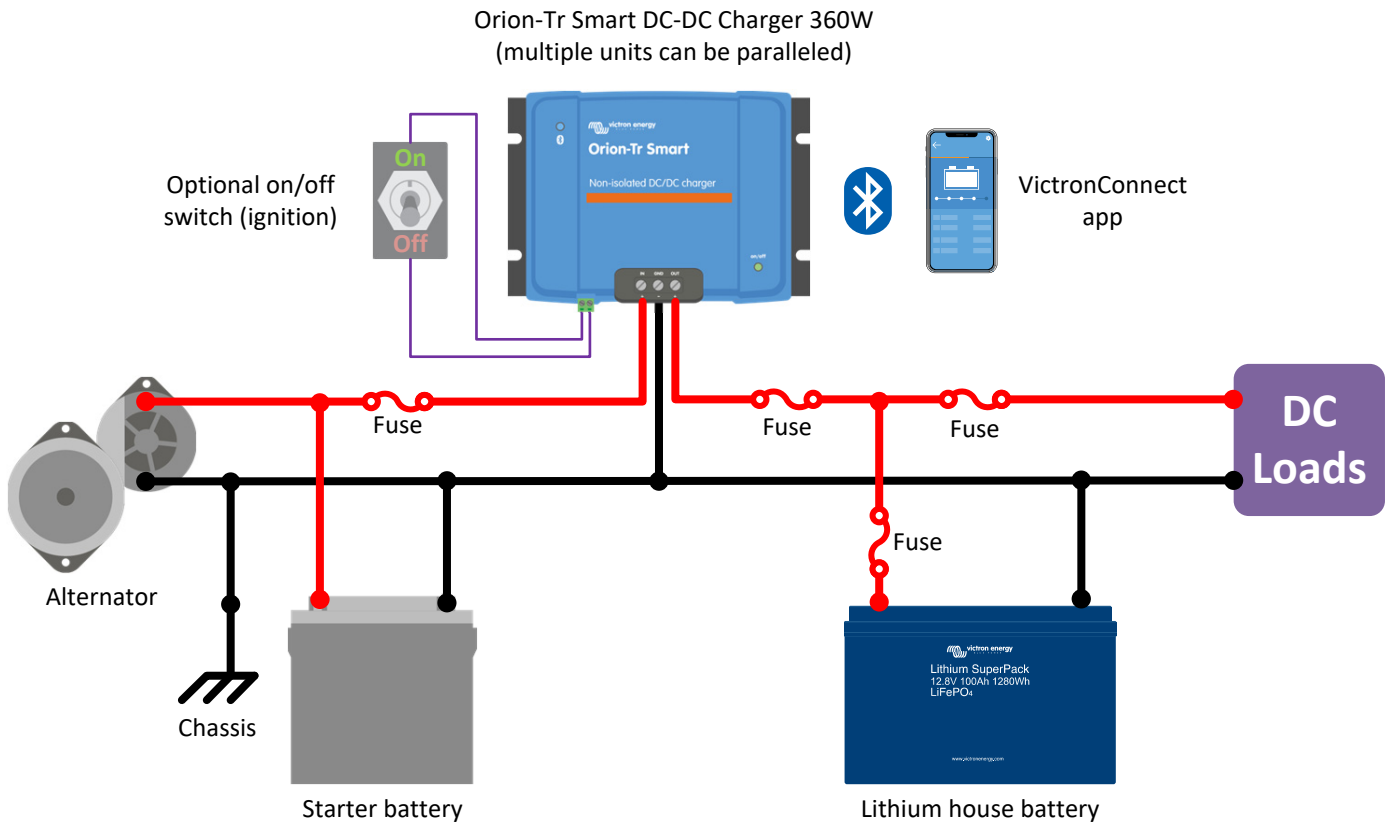 Orion-Tr Smart DC-DC Charger 360W
(multiple units can be paralleled)
victron energy
Orion-Tr Smart
Non-isolated DC/DC charger
on/off
IN GND OUT
On
Off
Optional on/off
switch (ignition)
VictronConnect
app
Fuse
Fuse
Fuse
DC
Loads
Fuse
Alternator
Chassis
victron energy
Lithium SuperPack
12.8V 100Ah 1280Wh
LiFePO4
www.victronenergy.com
Starter battery
Lithium house battery